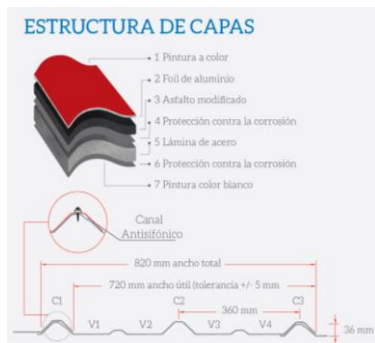 ESTRUCTURA DE CAPAS
1 Pintura a color
2 Foil de aluminio
3 Asfalto modificado
4 Protección contra la corrosión
5 Lámina de acero
6 Protección contra la corrosión
7 Pintura color blanco
Canal
Antisifónico
820 mm ancho total
720 mm ancho útil (tolerancia +/- 5 mm
C1 C2 C3
360 mm
V1 V2 V3 V4
36 mm